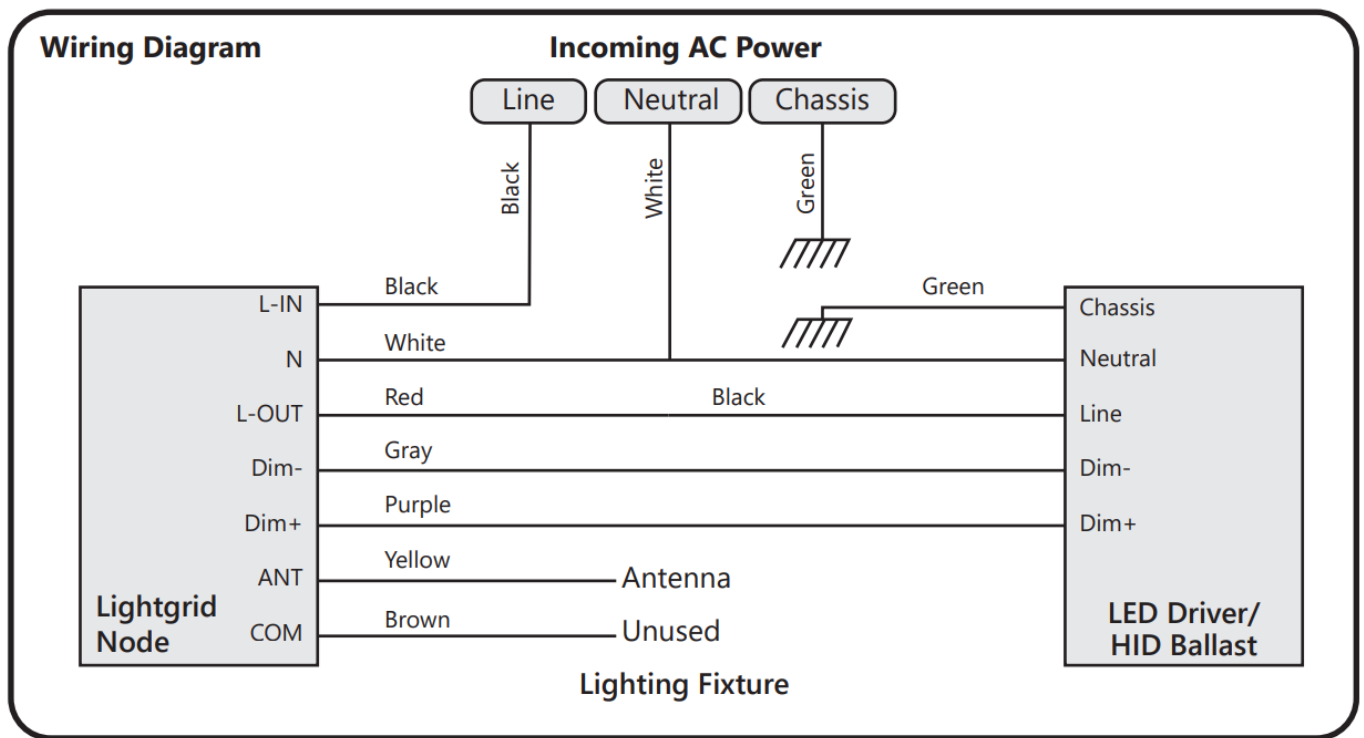 Wiring Diagram
Incoming AC Power
Line
Neutral
Chassis
Black
White
Green
L-IN
Black
Green
Chassis
N
White
Neutral
L-OUT
Red
Black
Line
Dim-
Gray
Dim-
Dim+
Purple
Dim+
ANT
Yellow
Antenna
COM
Brown
Unused
Lightgrid
Node
LED Driver/
HID Ballast
Lighting Fixture